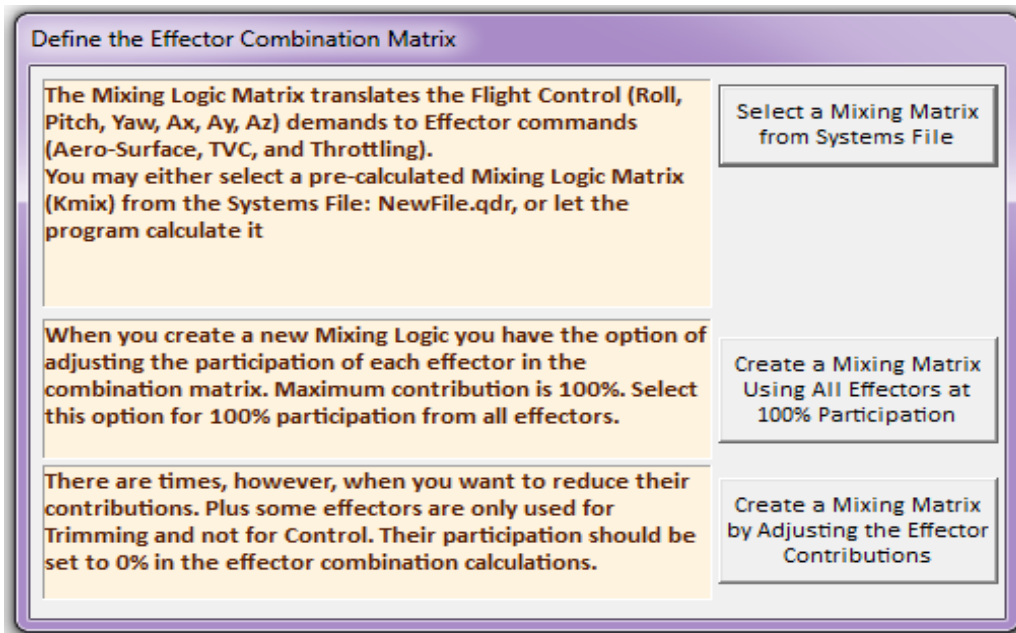 Define the Effector Combination Matrix
The Mixing Logic Matrix translates the Flight Control (Roll,
Pitch, Yaw, Ax, Ay, Az) demands to Effector commands
(Aero-Surface, TVC, and Throttling).
You may either select a pre-calculated Mixing Logic Matrix
(Kmix) from the Systems File: NewFile.qdr, or let the
program calculate it
Select a Mixing Matrix
from Systems File
When you create a new Mixing Logic you have the option of
adjusting the participation of each effector in the
combination matrix. Maximum contribution is 100%. Select
this option for 100% participation from all effectors.
Create a Mixing Matrix
Using All Effectors at
100% Participation
There are times, however, when you want to reduce their
contributions. Plus some effectors are only used for
Trimming and not for Control. Their participation should be
set to 0% in the effector combination calculations.
Create a Mixing Matrix
by Adjusting the Effector
Contributions